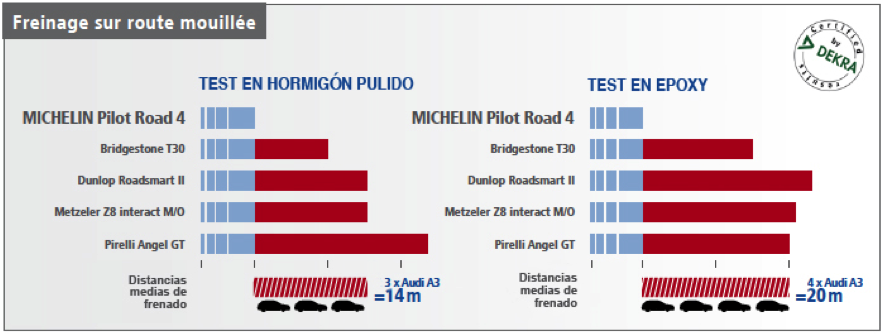 Freinage sur route mouillée
Certified
by
DEKRA
results
TEST EN HORMIGÓN PULIDO
MICHELIN Pilot Road 4
Bridgestone T30
Dunlop Roadsmart II
Metzeler Z8 interact M/O
Pirelli Angel GT
Distancias
medias de
frenado
3 x Audi A3
=14 m
TEST EN EPOXY
MICHELIN Pilot Road 4
Bridgestone T30
Dunlop Roadsmart II
Metzeler Z8 interact M/O
Pirelli Angel GT
Distancias
medias de
frenado
4 x Audi A3
=20 m